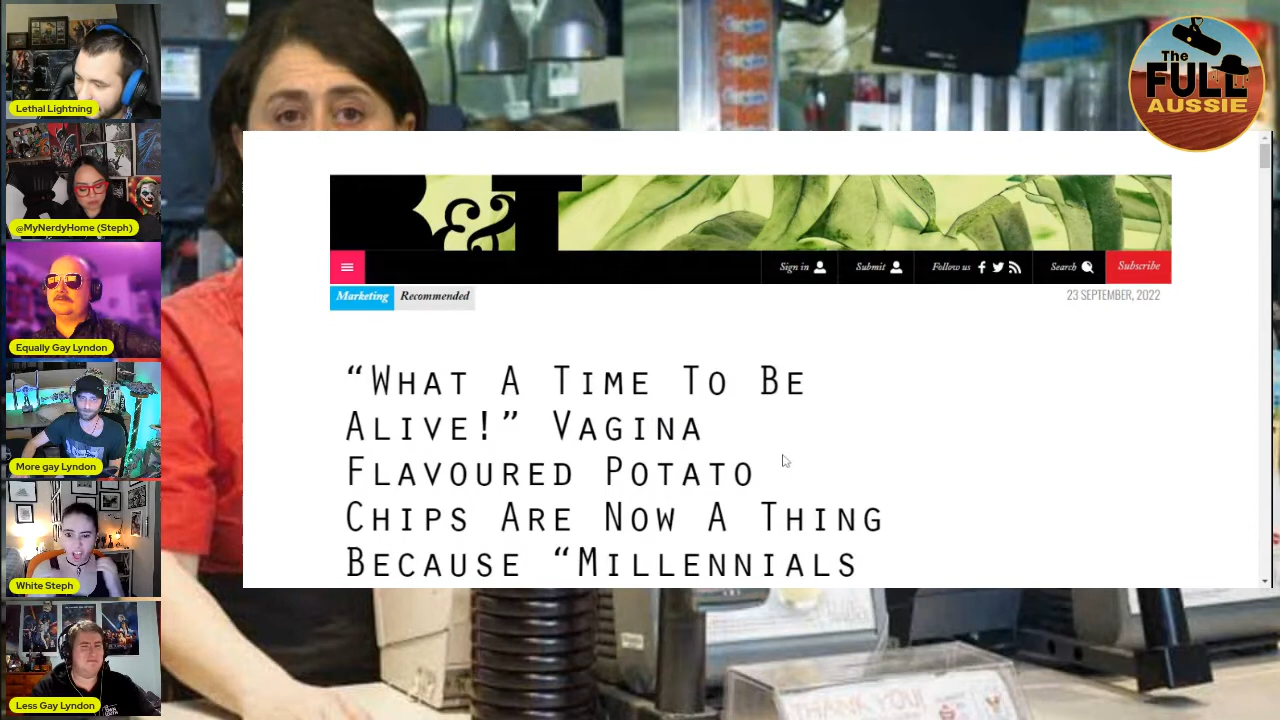 Lethal Lightning
@MyNerdyHome (Steph)
Equally Gay Lyndon
More gay Lyndon
White Steph
Less Gay Lyndon
The
FULL
AUSSIE
&T
Sign in
Submit
Follow us
Search
Subscribe
Marketing
Recommended
23 SEPTEMBER, 2022
“What A Time To Be
Alive!” Vagina
Flavoured Potato
Chips Are Now A Thing
Because “Millennials
THANK YOU!